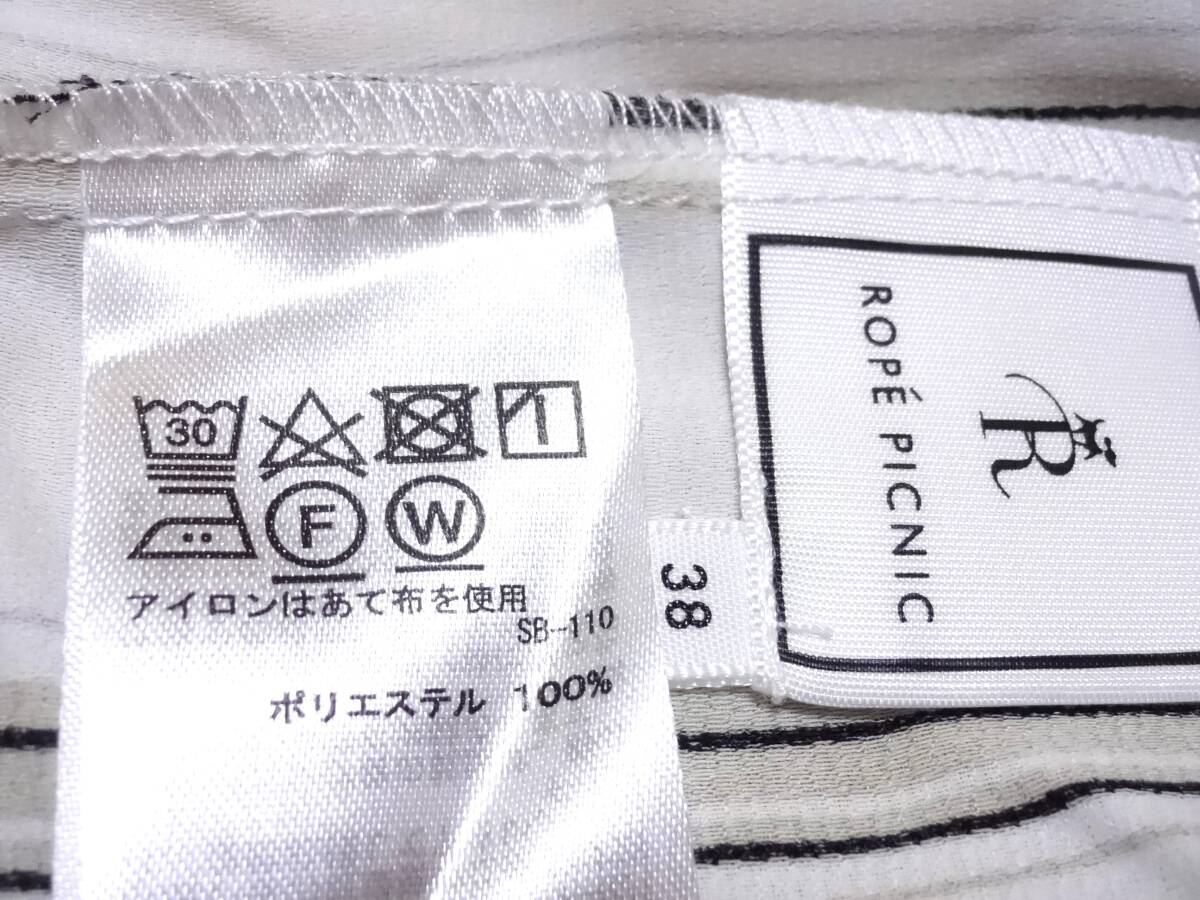 30
F W
アイロンはあて布を使用
SB-110
ポリエステル 100%
38
R
ROPÉ PICNIC